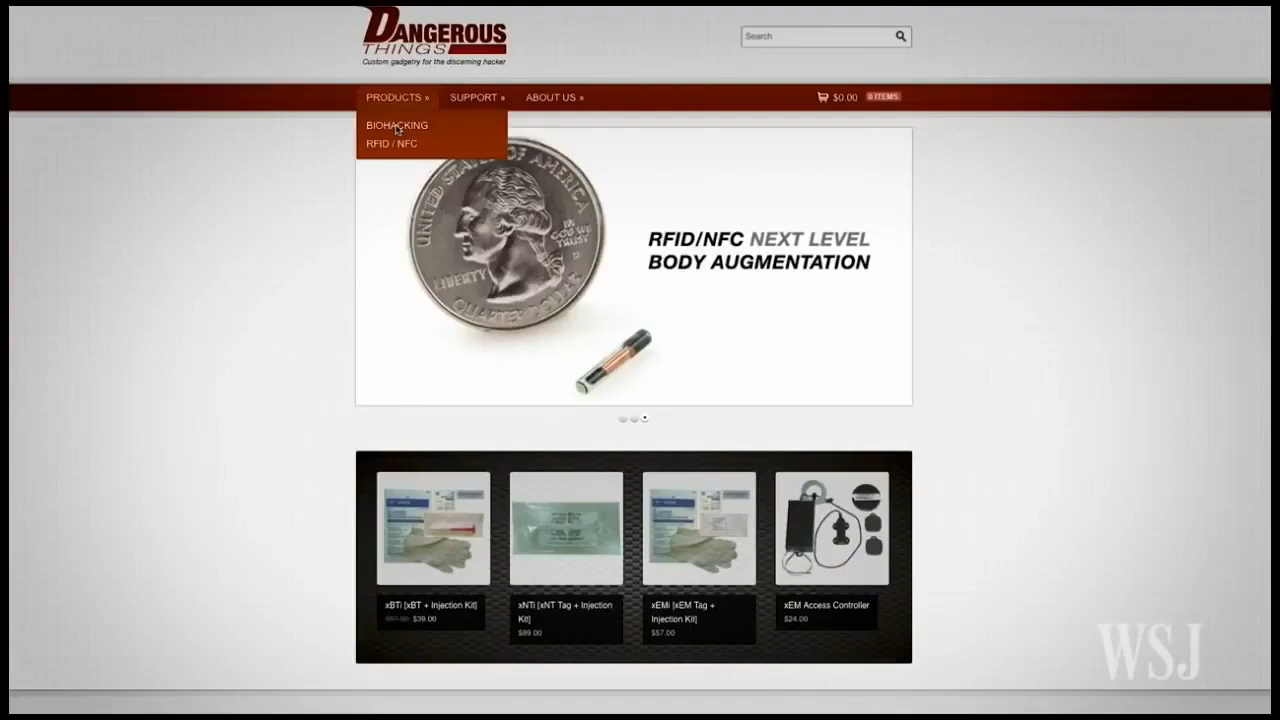 DANGEROUS
THINGS
Custom gadgetry for the discerning hacker
Search
PRODUCTS »
SUPPORT »
ABOUT US »
$0.00
0 ITEMS
BIOHACKING
RFID / NFC
UNITED STATES OF AMERICA
LIBERTY
IN
GOD WE
TRUST
QUARTER DOLLAR
RFID/NFC NEXT LEVEL
BODY AUGMENTATION
xBTi [xBT + Injection Kit]
$39.00
xNTi [xNT Tag + Injection
Kit]
$99.00
xEMi [xEM Tag +
Injection Kit]
$57.00
xEM Access Controller
$24.00
WSJ